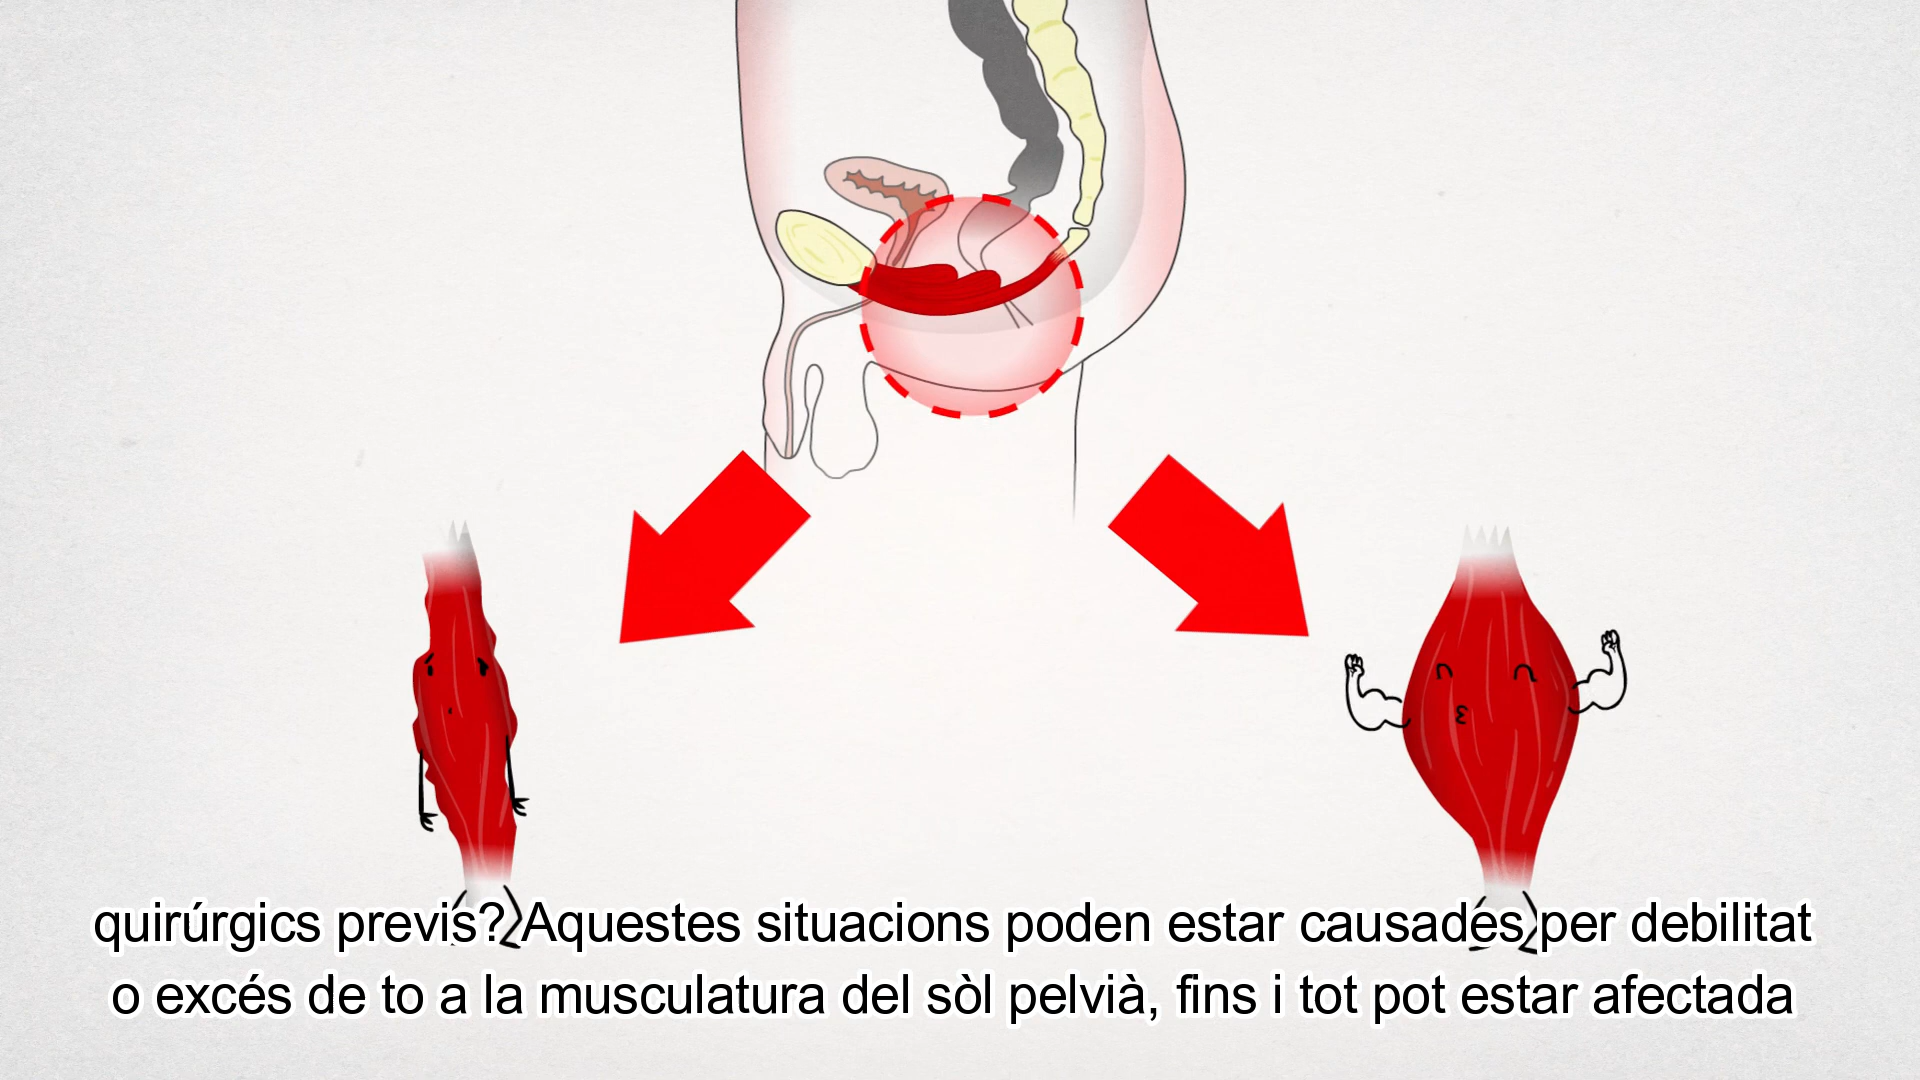 quirúrgics previs? Aquestes situacions poden estar causades per debilitat
o excés de to a la musculatura del sòl pelvià, fins i tot pot estar afectada